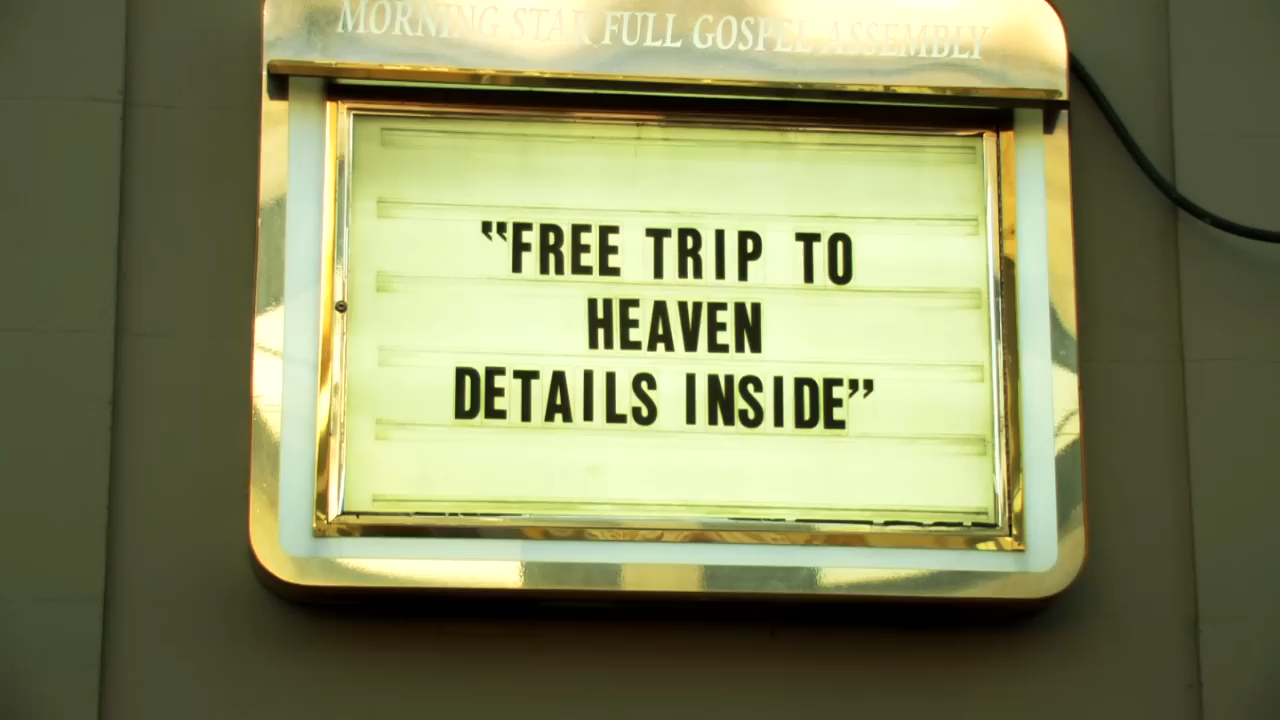 MORNING STAR FULL GOSPEL ASSEMBLY
"FREE TRIP TO
HEAVEN
DETAILS INSIDE"